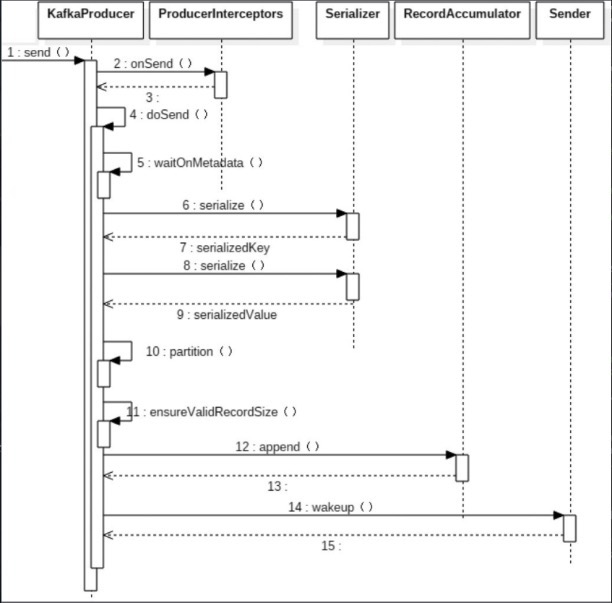 KafkaProducer
ProducerInterceptors
Serializer
RecordAccumulator
Sender
1 : send ( )
2 : onSend ( )
3 :
4 : doSend ( )
5 : waitOnMetadata ( )
6 : serialize ( )
7 : serializedKey
8 : serialize ( )
9 : serializedValue
10 : partition ( )
11 : ensureValidRecordSize ( )
12 : append ( )
13 :
14 : wakeup ( )
15 :